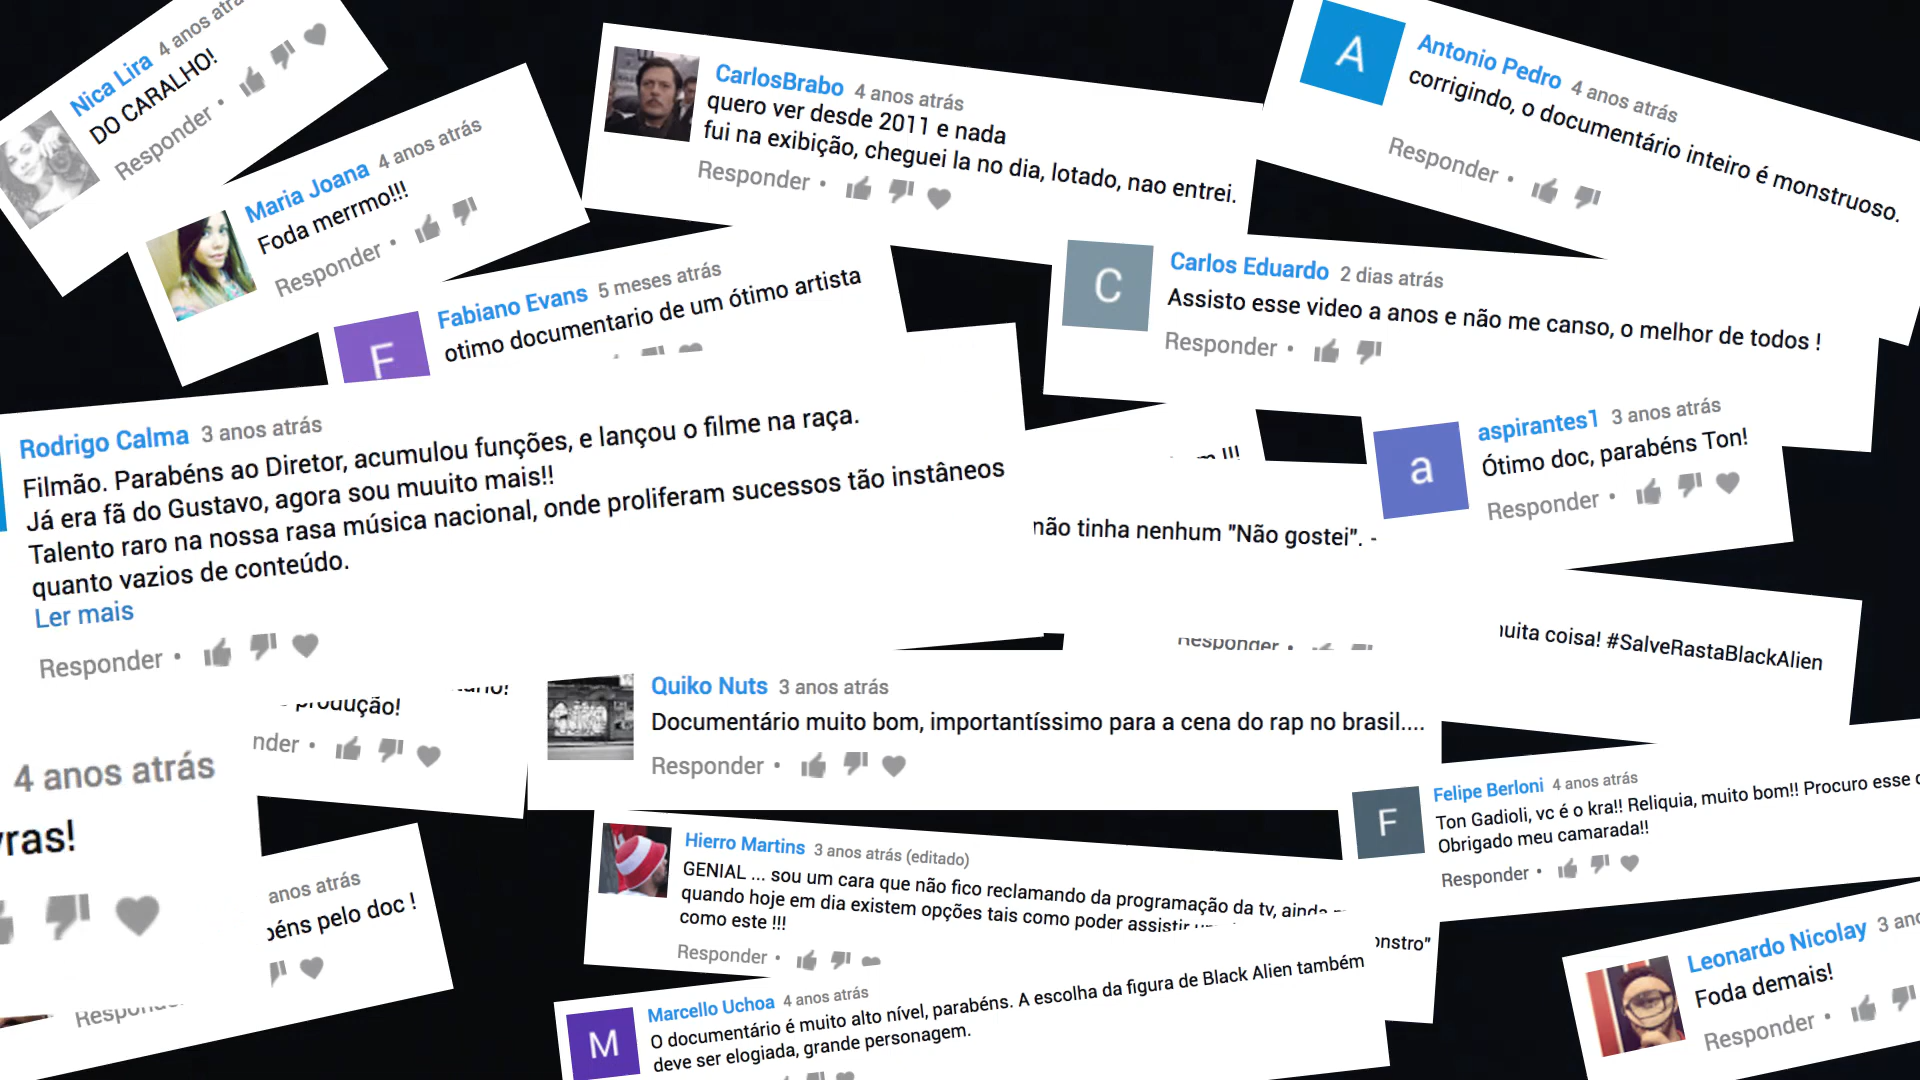 Nica Lira 4 anos
DO CARALHO!
Responder •
Maria Joana 4 anos atrás
Foda merrmo!!!
Responder •
CarlosBrabo 4 anos atrás
quero ver desde 2011 e nada
fui na exibição, cheguei la no dia, lotado, nao entrei.
Responder •
A
Antonio Pedro 4 anos atrás
corrigindo, o documentário inteiro é monstruoso.
Responder •
F
Fabiano Evans 5 meses atrás
otimo documentario de um ótimo artista
C
Carlos Eduardo 2 dias atrás
Assisto esse video a anos e não me canso, o melhor de todos !
Responder •
Rodrigo Calma 3 anos atrás
Filmão. Parabéns ao Diretor, acumulou funções, e lançou o filme na raça.
Já era fã do Gustavo, agora sou muuito mais!!
Talento raro na nossa rasa música nacional, onde proliferam sucessos tão instâneos
quanto vazios de conteúdo.
Ler mais
Responder •
a
aspirantes1 3 anos atrás
Ótimo doc, parabéns Ton!
Responder •
!!!
não tinha nenhum "Não gostei". -
Responder •
coisa! #SalveRastaBlackAlien
produção!
•
Quiko Nuts 3 anos atrás
Documentário muito bom, importantíssimo para a cena do rap no brasil....
Responder •
4 anos atrás
F
Felipe Berloni 4 anos atrás
Ton Gadioli, vc é o kra!! Reliquia, muito bom!! Procuro esse
Obrigado meu camarada!!
Responder •
Hierro Martins 3 anos atrás (editado)
GENIAL ... sou um cara que não fico reclamando da programação da tv, ainda
quando hoje em dia existem opções tais como poder assistir
como este !!!
Responder •
anos atrás
pelo doc !
M
Marcello Uchoa 4 anos atrás
O documentário é muito alto nível, parabéns. A escolha da figura de Black Alien também
deve ser elogiada, grande personagem.
Leonardo Nicolay 3
Foda demais!
Responder •